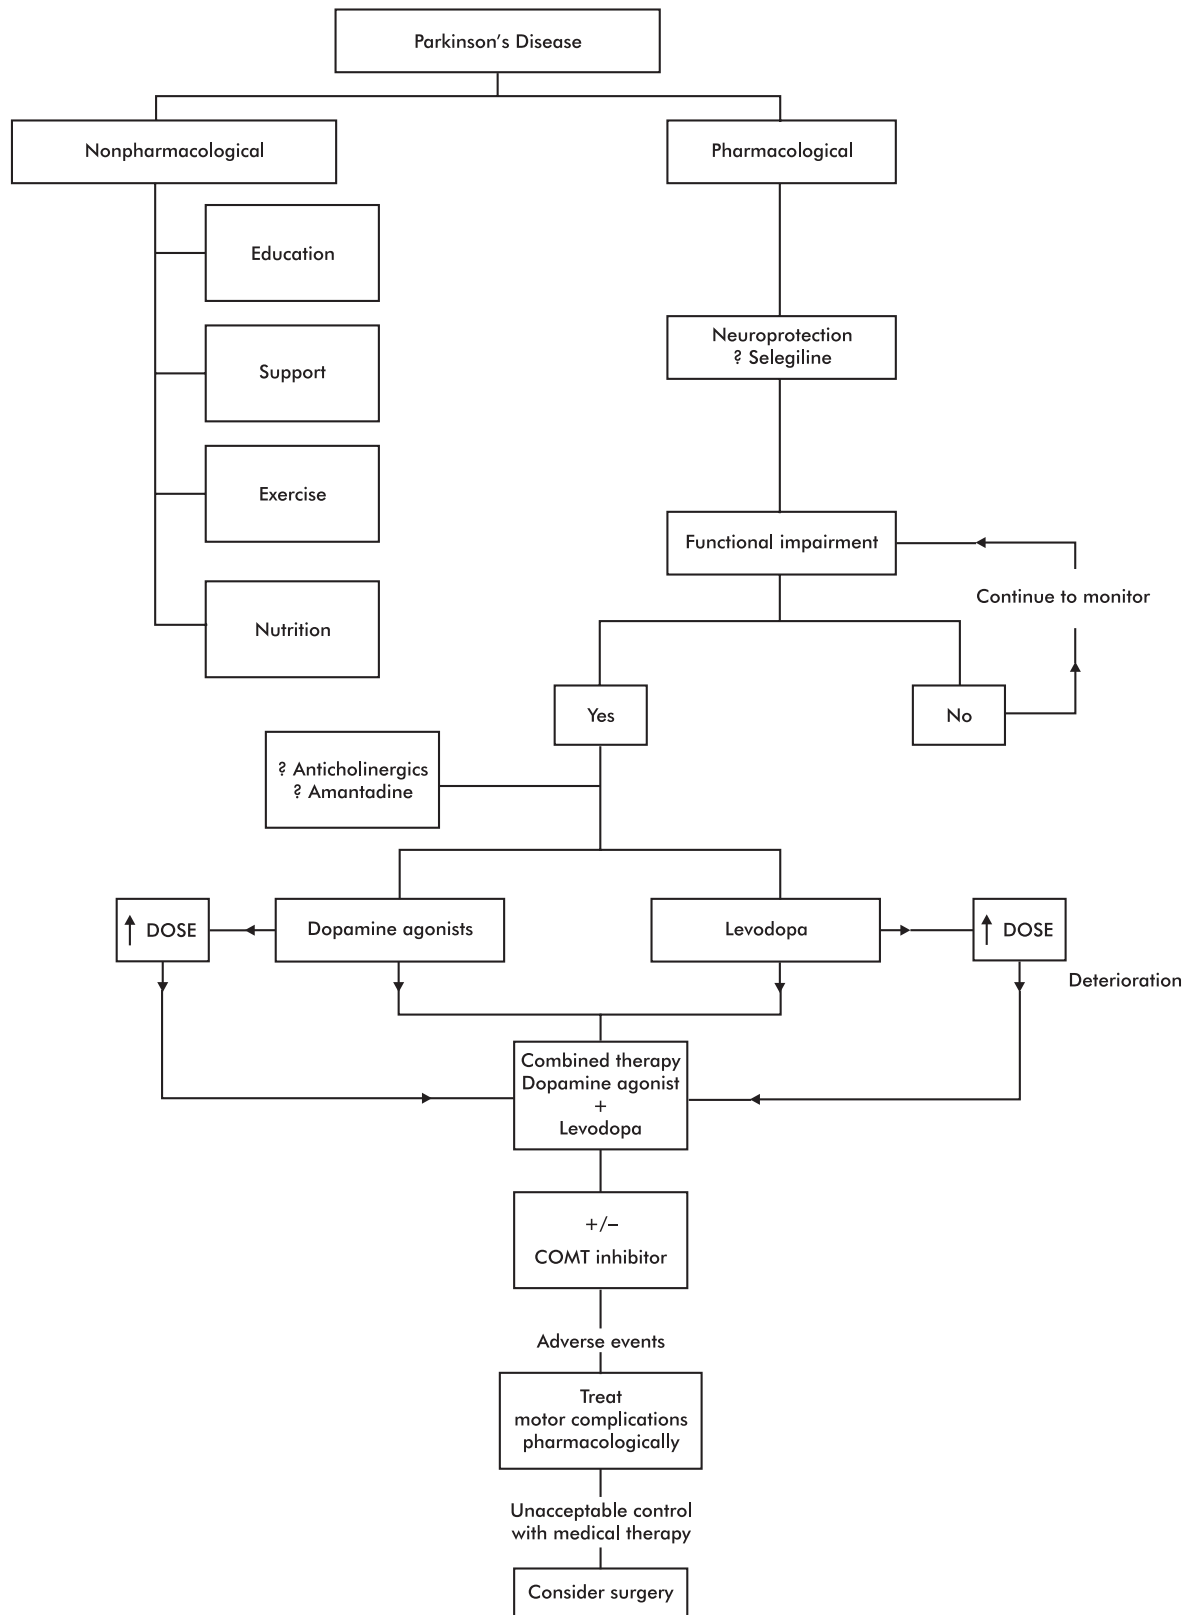 Parkinson's Disease
Nonpharmacological
Pharmacological
Education
Support
Exercise
Nutrition
Neuroprotection
? Selegiline
Functional impairment
Continue to monitor
Yes
No
? Anticholinergics
? Amantadine
↑ DOSE
Dopamine agonists
Levodopa
↑ DOSE
Deterioration
Combined therapy
Dopamine agonist
+
Levodopa
+/–
COMT inhibitor
Adverse events
Treat
motor complications
pharmacologically
Unacceptable control
with medical therapy
Consider surgery